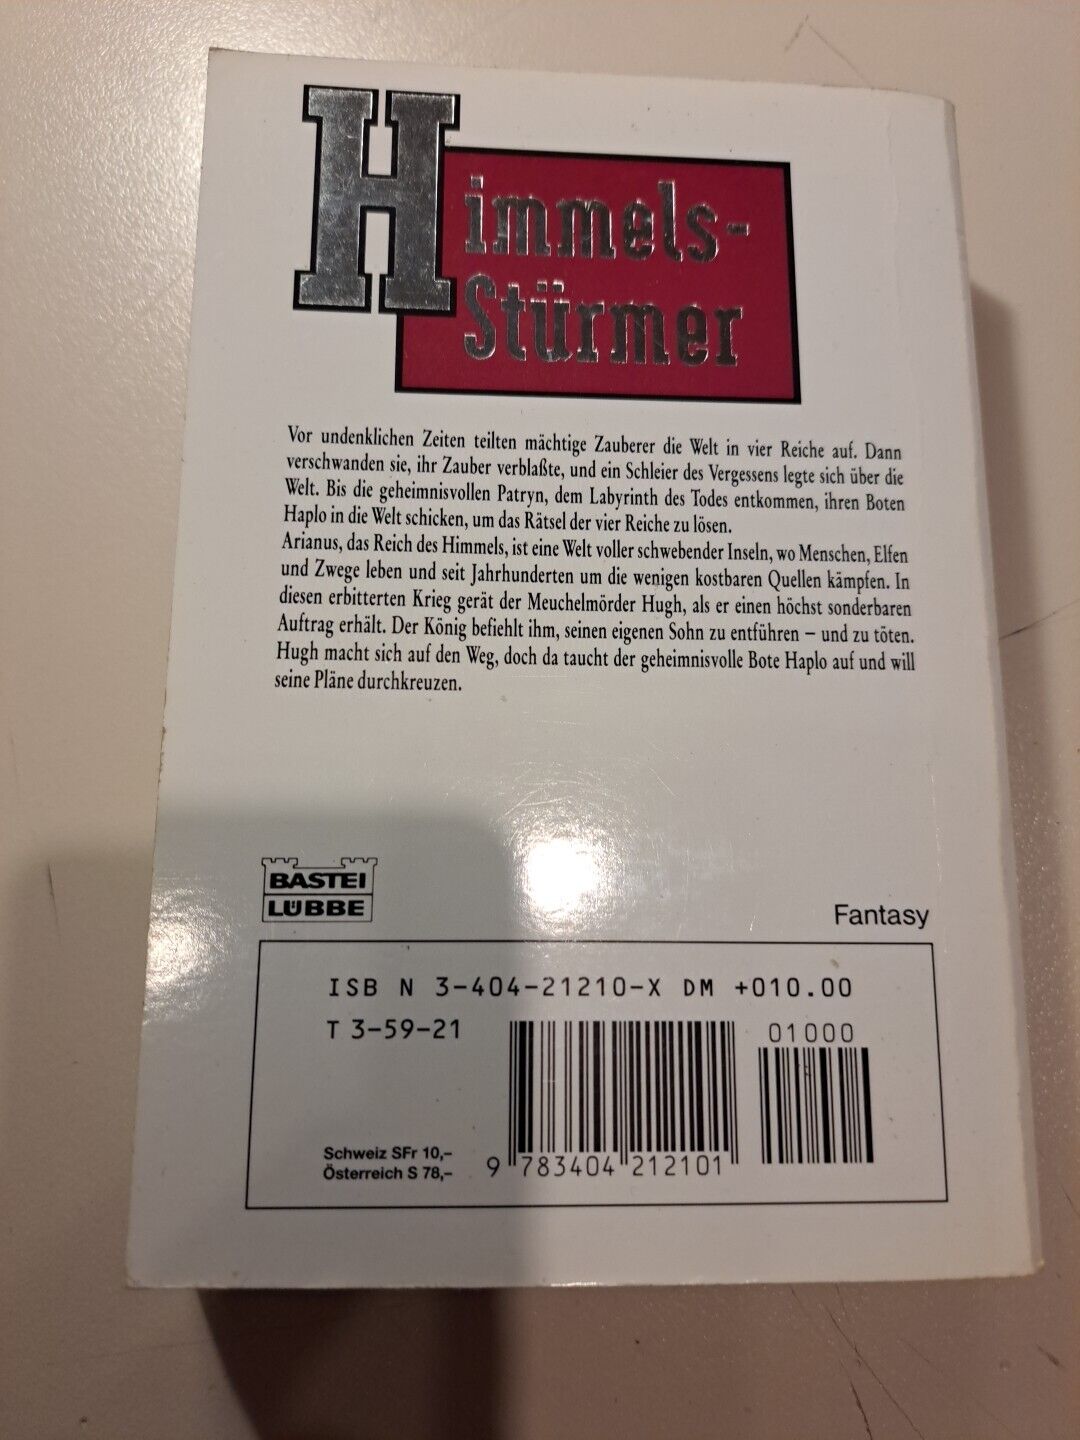 Himmels-
Stürmer
Vor undenklichen Zeiten teilten mächtige Zauberer die Welt in vier Reiche auf. Dann
verschwanden sie, ihr Zauber verblaßte, und ein Schleier des Vergessens legte sich über die
Welt. Bis die geheimnisvollen Patryn, dem Labyrinth des Todes entkommen, ihren Boten
Haplo in die Welt schicken, um das Rätsel der vier Reiche zu lösen.
Arianus, das Reich des Himmels, ist eine Welt voller schwebender Inseln, wo Menschen, Elfen
und Zwege leben und seit Jahrhunderten um die wenigen kostbaren Quellen kämpfen. In
diesen erbitterten Krieg gerät der Meuchelmörder Hugh, als er einen höchst sonderbaren
Auftrag erhält. Der König befiehlt ihm, seinen eigenen Sohn zu entführen – und zu töten.
Hugh macht sich auf den Weg, doch da taucht der geheimnisvolle Bote Haplo auf und will
seine Pläne durchkreuzen.
BASTEI
LÜBBE
Fantasy
ISB N 3-404-21210-X DM +010.00
T 3-59-21
01000
Schweiz SFr 10,-
Österreich S 78,-
9 783404 212101